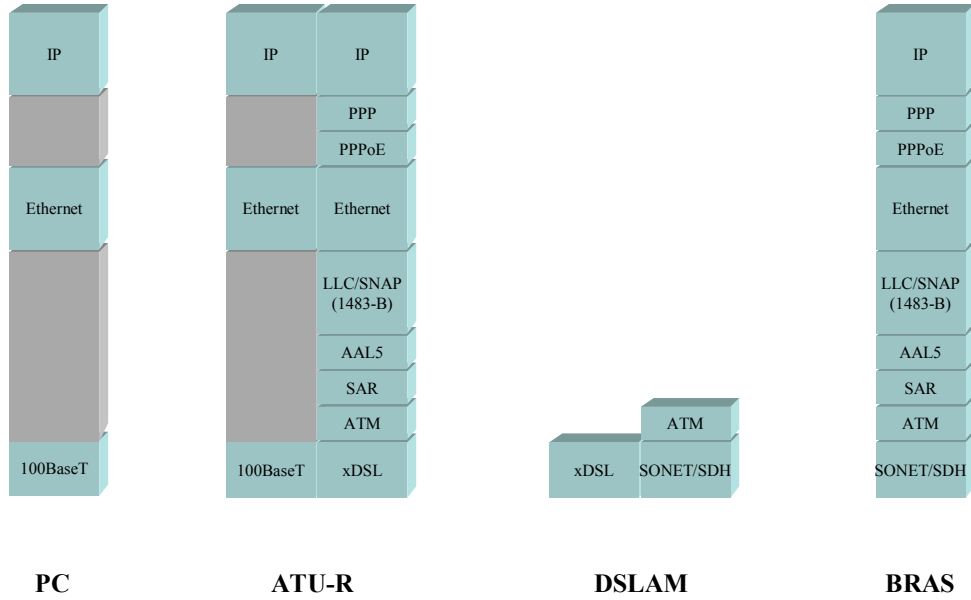 IP
Ethernet
100BaseT
PC
IP
Ethernet
100BaseT
IP
PPP
PPPoE
Ethernet
LLC/SNAP
(1483-B)
AAL5
SAR
ATM
xDSL
ATU-R
xDSL
ATM
SONET/SDH
DSLAM
IP
PPP
PPPoE
Ethernet
LLC/SNAP
(1483-B)
AAL5
SAR
ATM
SONET/SDH
BRAS